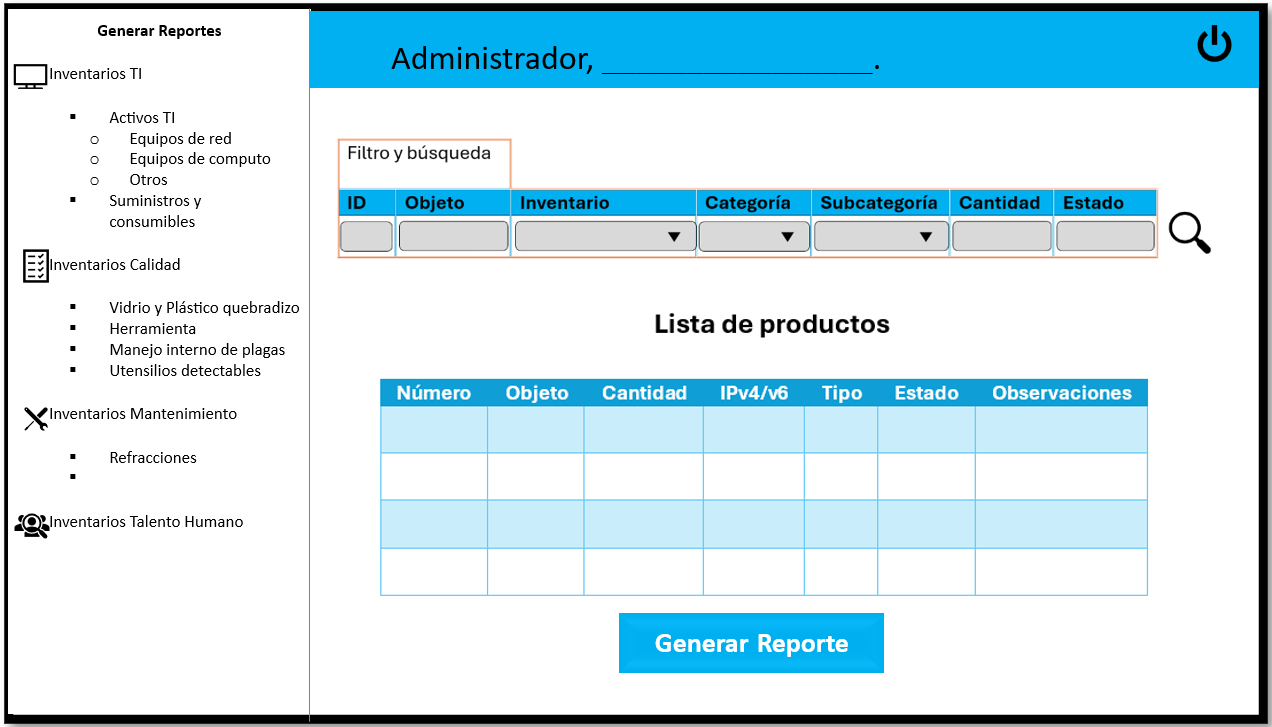 Generar Reportes
Inventarios TI
▪ Activos TI
o Equipos de red
o Equipos de computo
o Otros
▪ Suministros y
consumibles
Inventarios Calidad
▪ Vidrio y Plástico quebradizo
▪ Herramienta
▪ Manejo interno de plagas
▪ Utensilios detectables
Inventarios Mantenimiento
▪ Refracciones
▪
Inventarios Talento Humano
Administrador, __________________.
Filtro y búsqueda
ID Objeto Inventario Categoría Subcategoría Cantidad Estado
Lista de productos
Número Objeto Cantidad IPv4/v6 Tipo Estado Observaciones
Generar Reporte